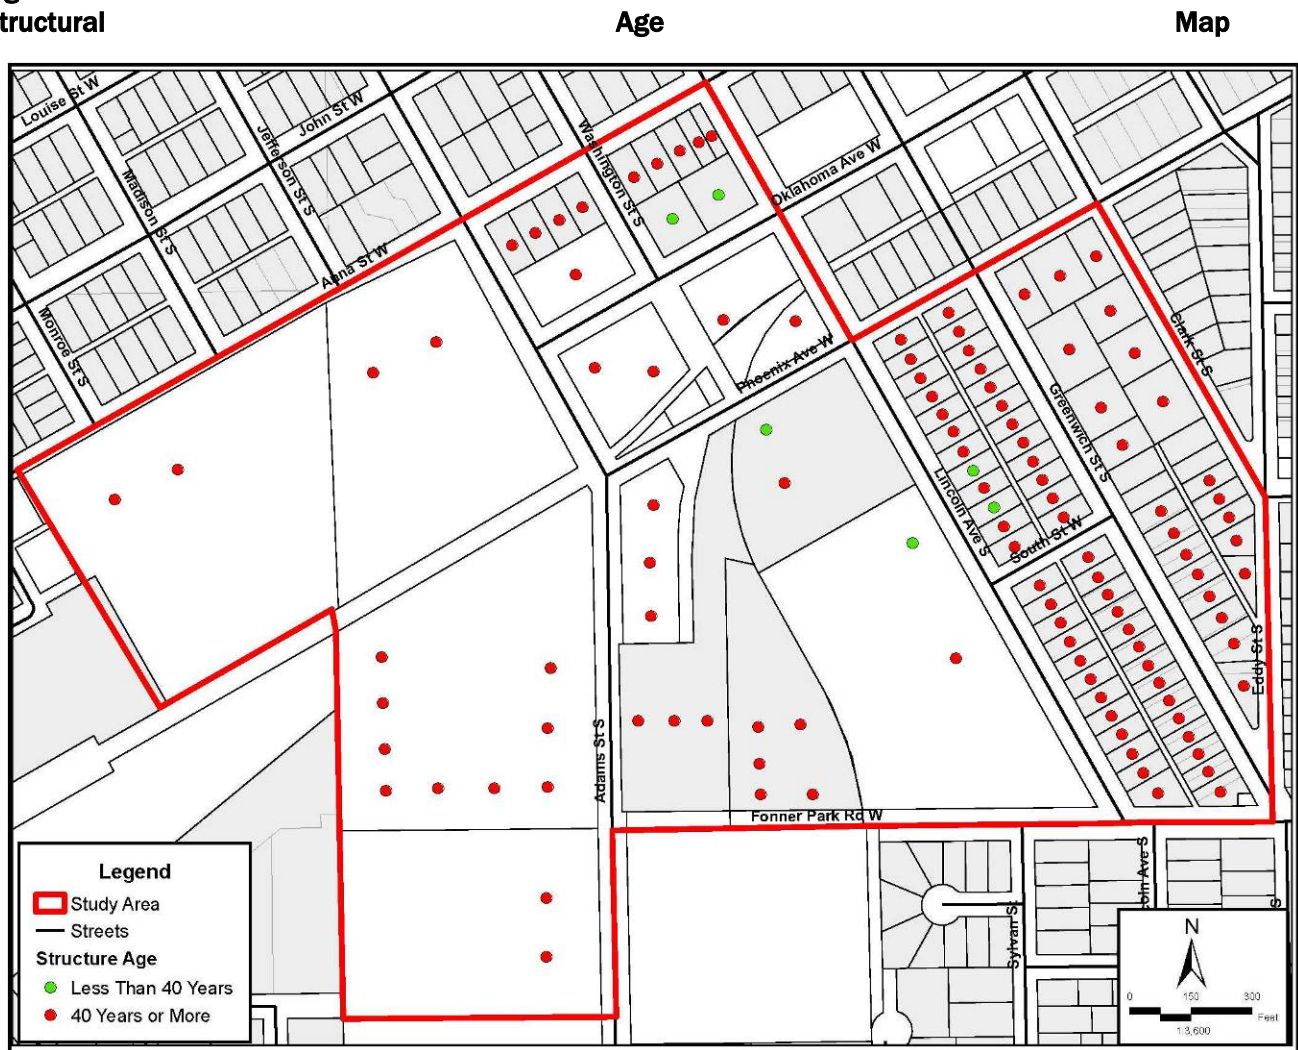 tructural Age Map
Louise St W
John St W
Jefferson St S
Madison St S
Monroe St S
Anna St W
Washington St S
Oklahoma Ave W
Phoenix Ave W
Clark St S
Greenwich St S
Lincoln Ave S
South St W
Eddy St S
Adams St S
Fonner Park Rd W
Sylvan St
oln Ave S
S
Legend
Study Area
Streets
Structure Age
Less Than 40 Years
40 Years or More
N
0 150 300
Feet
1:3,600